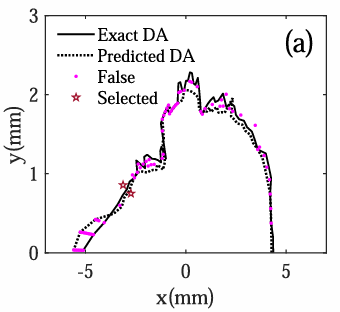 3
Exact DA
(a)
Predicted DA
False
2
Selected
y(mm)
1
0
-5 0 5
x(mm)